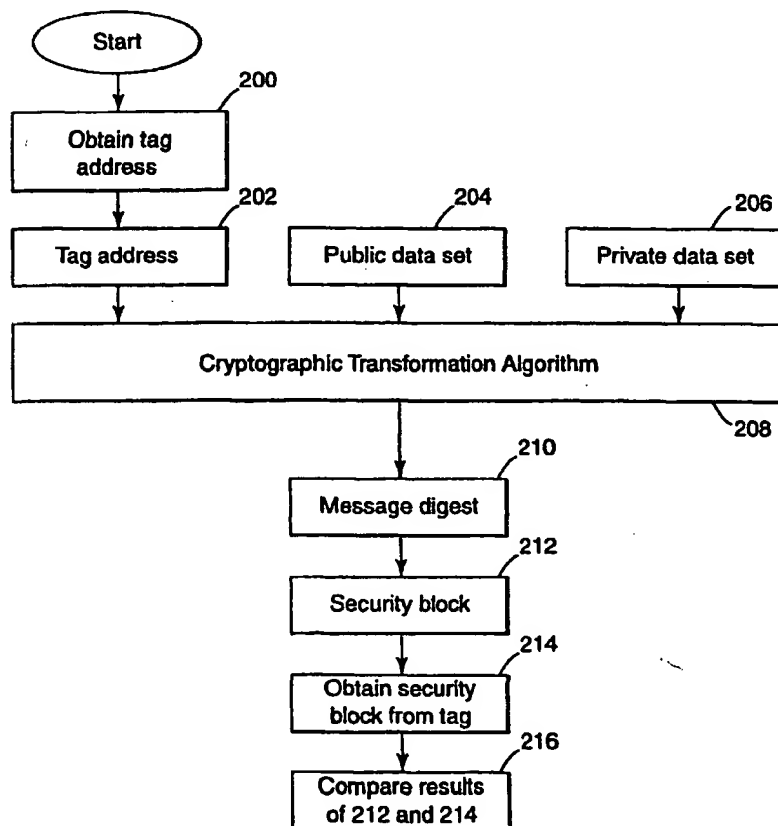 Start
200
Obtain tag
address
202
204
206
Tag address
Public data set
Private data set
Cryptographic Transformation Algorithm
208
210
Message digest
212
Security block
214
Obtain security
block from tag
216
Compare results
of 212 and 214